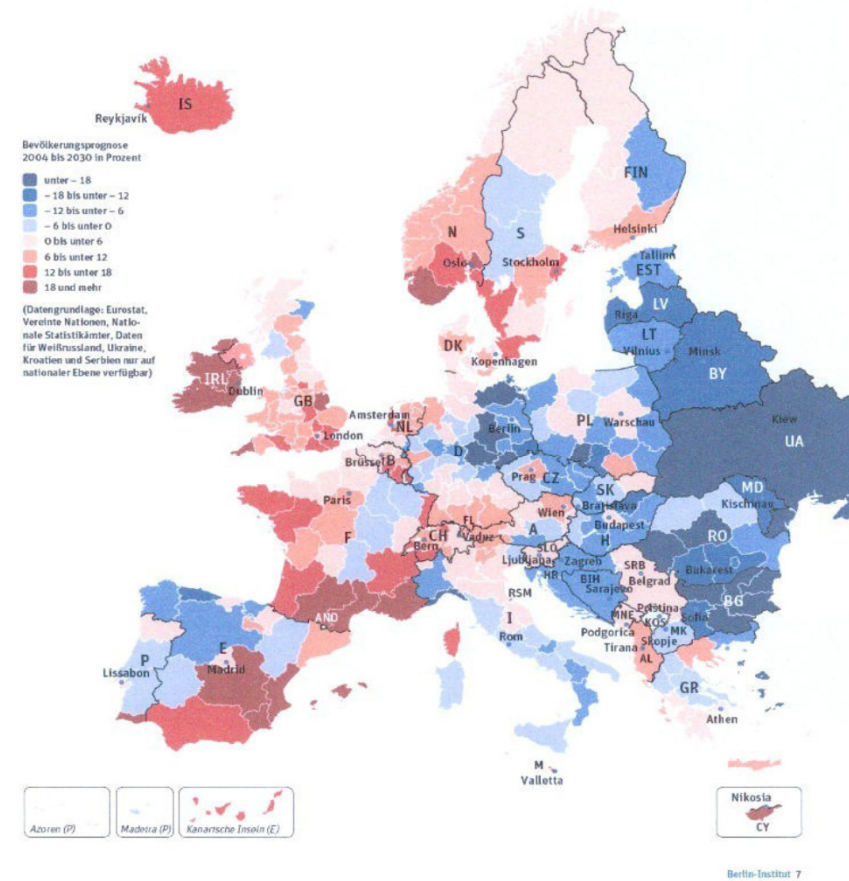 IS
Reykjavík
Bevölkerungsprognose
2004 bis 2030 in Prozent
unter – 18
– 18 bis unter – 12
– 12 bis unter – 6
– 6 bis unter 0
0 bis unter 6
6 bis unter 12
12 bis unter 18
18 und mehr
(Datengrundlage: Eurostat,
Vereinte Nationen, Natio-
nale Statistikämter, Daten
für Weißrussland, Ukraine,
Kroatien und Serbien nur auf
nationaler Ebene verfügbar)
FIN
N
S
Helsinki
Oslo
Stockholm
Tallinn
EST
LV
Riga
LT
Vilnius
Minsk
BY
DK
Kopenhagen
IRL
Dublin
GB
London
Amsterdam
NL
Berlin
PL
Warschau
Kiew
UA
Brüssel
B
D
Prag
CZ
SK
MD
Kischinau
Paris
Wien
Bratislava
Budapest
F
CH
Bern
FL
Vaduz
A
H
RO
SLO
Ljubljana
Zagreb
HR
BIH
Sarajevo
SRB
Belgrad
Bukarest
RSM
AND
I
Rom
MNE
Podgorica
Priština
KOS
Sofia
BG
MK
Skopje
Tirana
AL
P
Lissabon
E
Madrid
GR
Athen
M
Valletta
Azoren (P)
Madeira (P)
Kanarische Inseln (E)
Nikosia
CY
Berlin-Institut 7